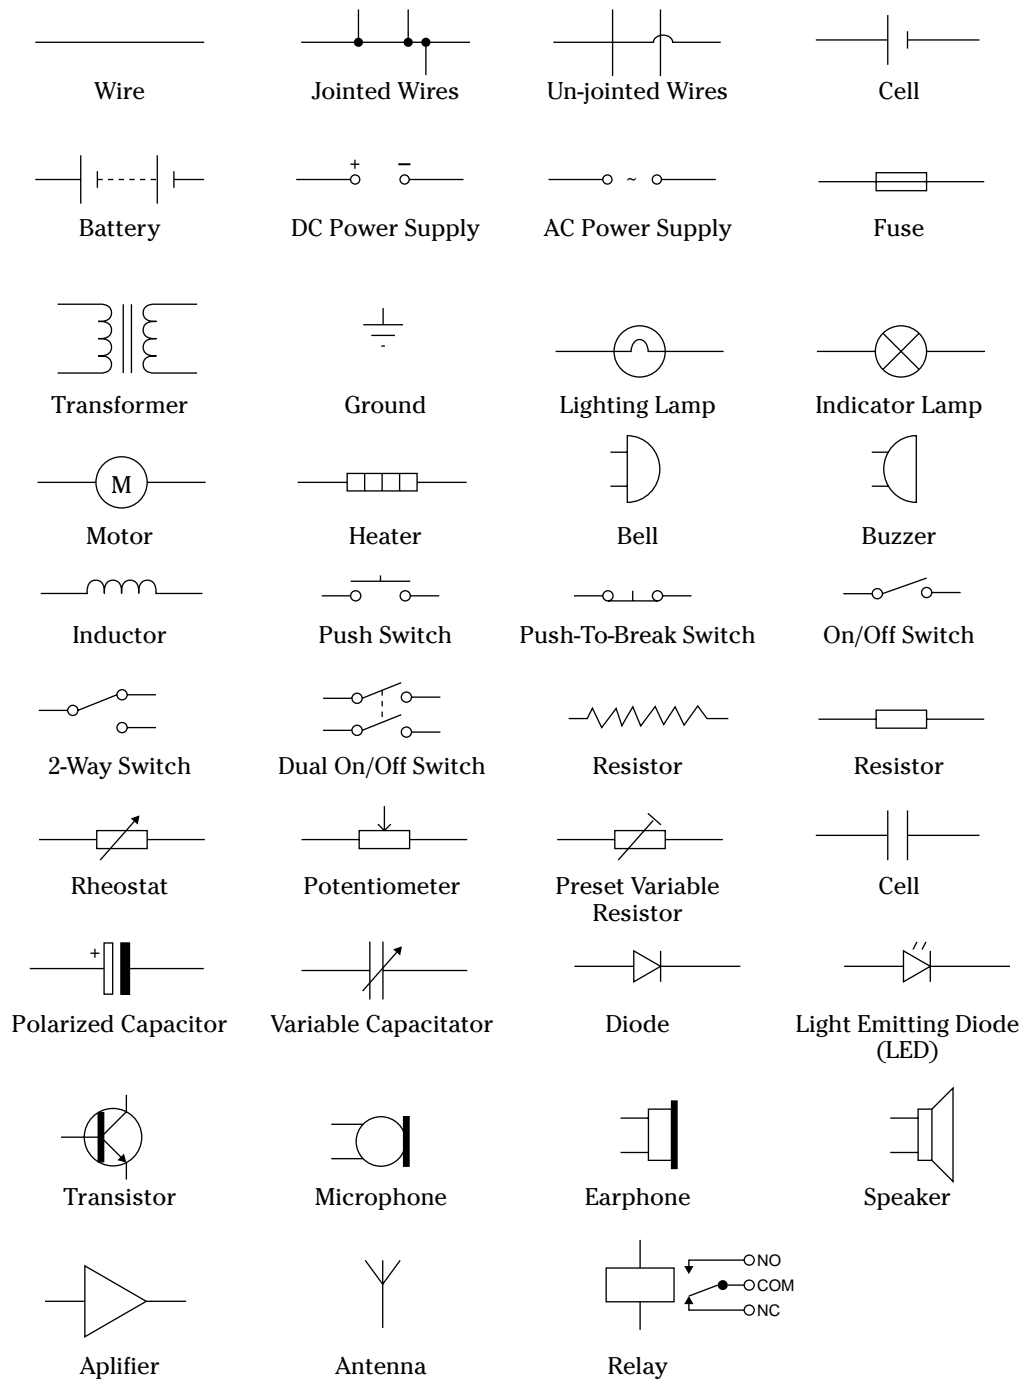 Wire
Jointed Wires
Un-jointed Wires
Cell
+ −
~
Battery
DC Power Supply
AC Power Supply
Fuse
Transformer
Ground
Lighting Lamp
Indicator Lamp
M
Motor
Heater
Bell
Buzzer
Inductor
Push Switch
Push-To-Break Switch
On/Off Switch
2-Way Switch
Dual On/Off Switch
Resistor
Resistor
Rheostat
Potentiometer
Preset Variable
Resistor
Cell
+
Polarized Capacitor
Variable Capacitator
Diode
Light Emitting Diode
(LED)
Transistor
Microphone
Earphone
Speaker
NO
COM
NC
Aplifier
Antenna
Relay